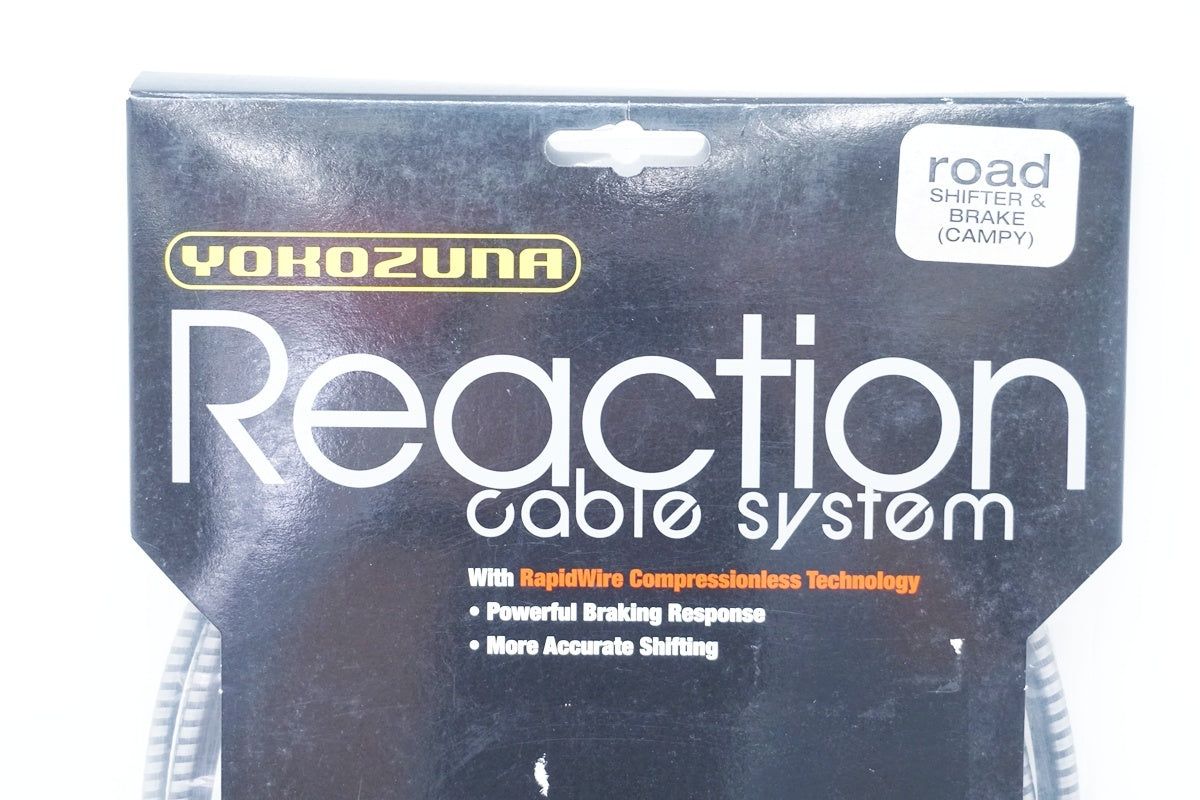 road
SHIFTER &
BRAKE
(CAMPY)
YOKOZUNA
Reaction
cable system
With RapidWire Compressionless Technology
• Powerful Braking Response
• More Accurate Shifting